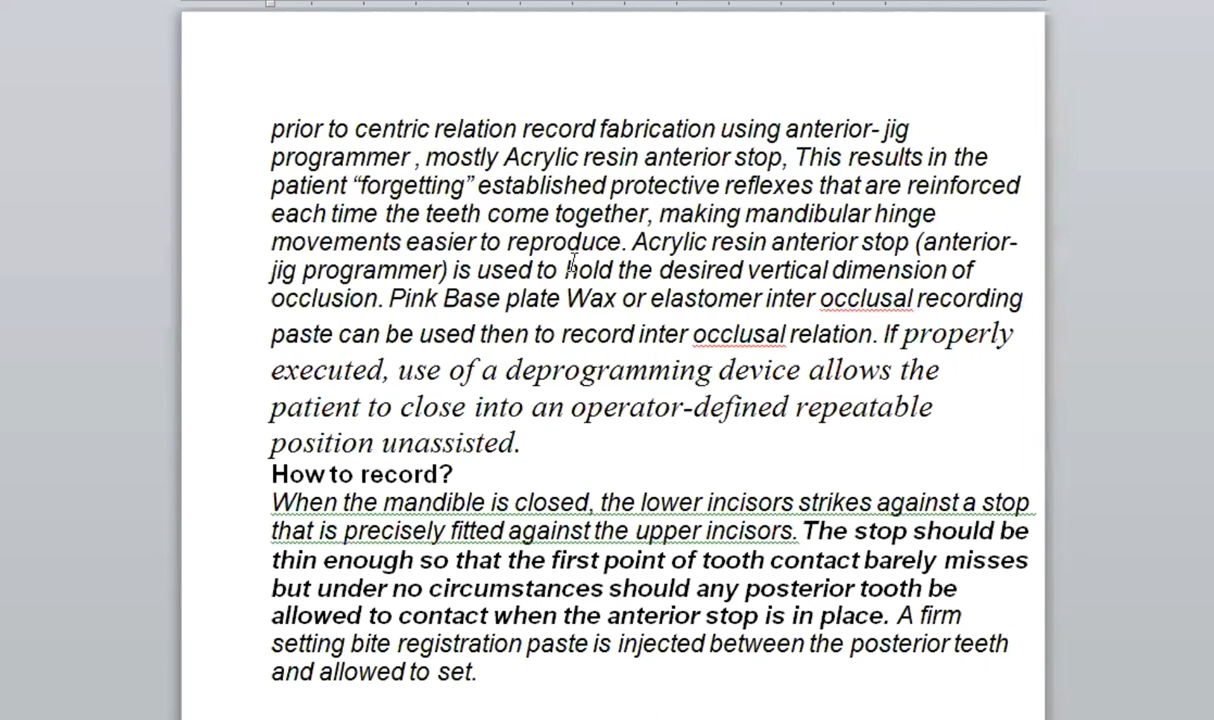 prior to centric relation record fabrication using anterior- jig
programmer , mostly Acrylic resin anterior stop, This results in the
patient “forgetting” established protective reflexes that are reinforced
each time the teeth come together, making mandibular hinge
movements easier to reproduce. Acrylic resin anterior stop (anterior-
jig programmer) is used to hold the desired vertical dimension of
occlusion. Pink Base plate Wax or elastomer inter occlusal recording
paste can be used then to record inter occlusal relation. If properly
executed, use of a deprogramming device allows the
patient to close into an operator-defined repeatable
position unassisted.
How to record?
When the mandible is closed, the lower incisors strikes against a stop
that is precisely fitted against the upper incisors. The stop should be
thin enough so that the first point of tooth contact barely misses
but under no circumstances should any posterior tooth be
allowed to contact when the anterior stop is in place. A firm
setting bite registration paste is injected between the posterior teeth
and allowed to set.